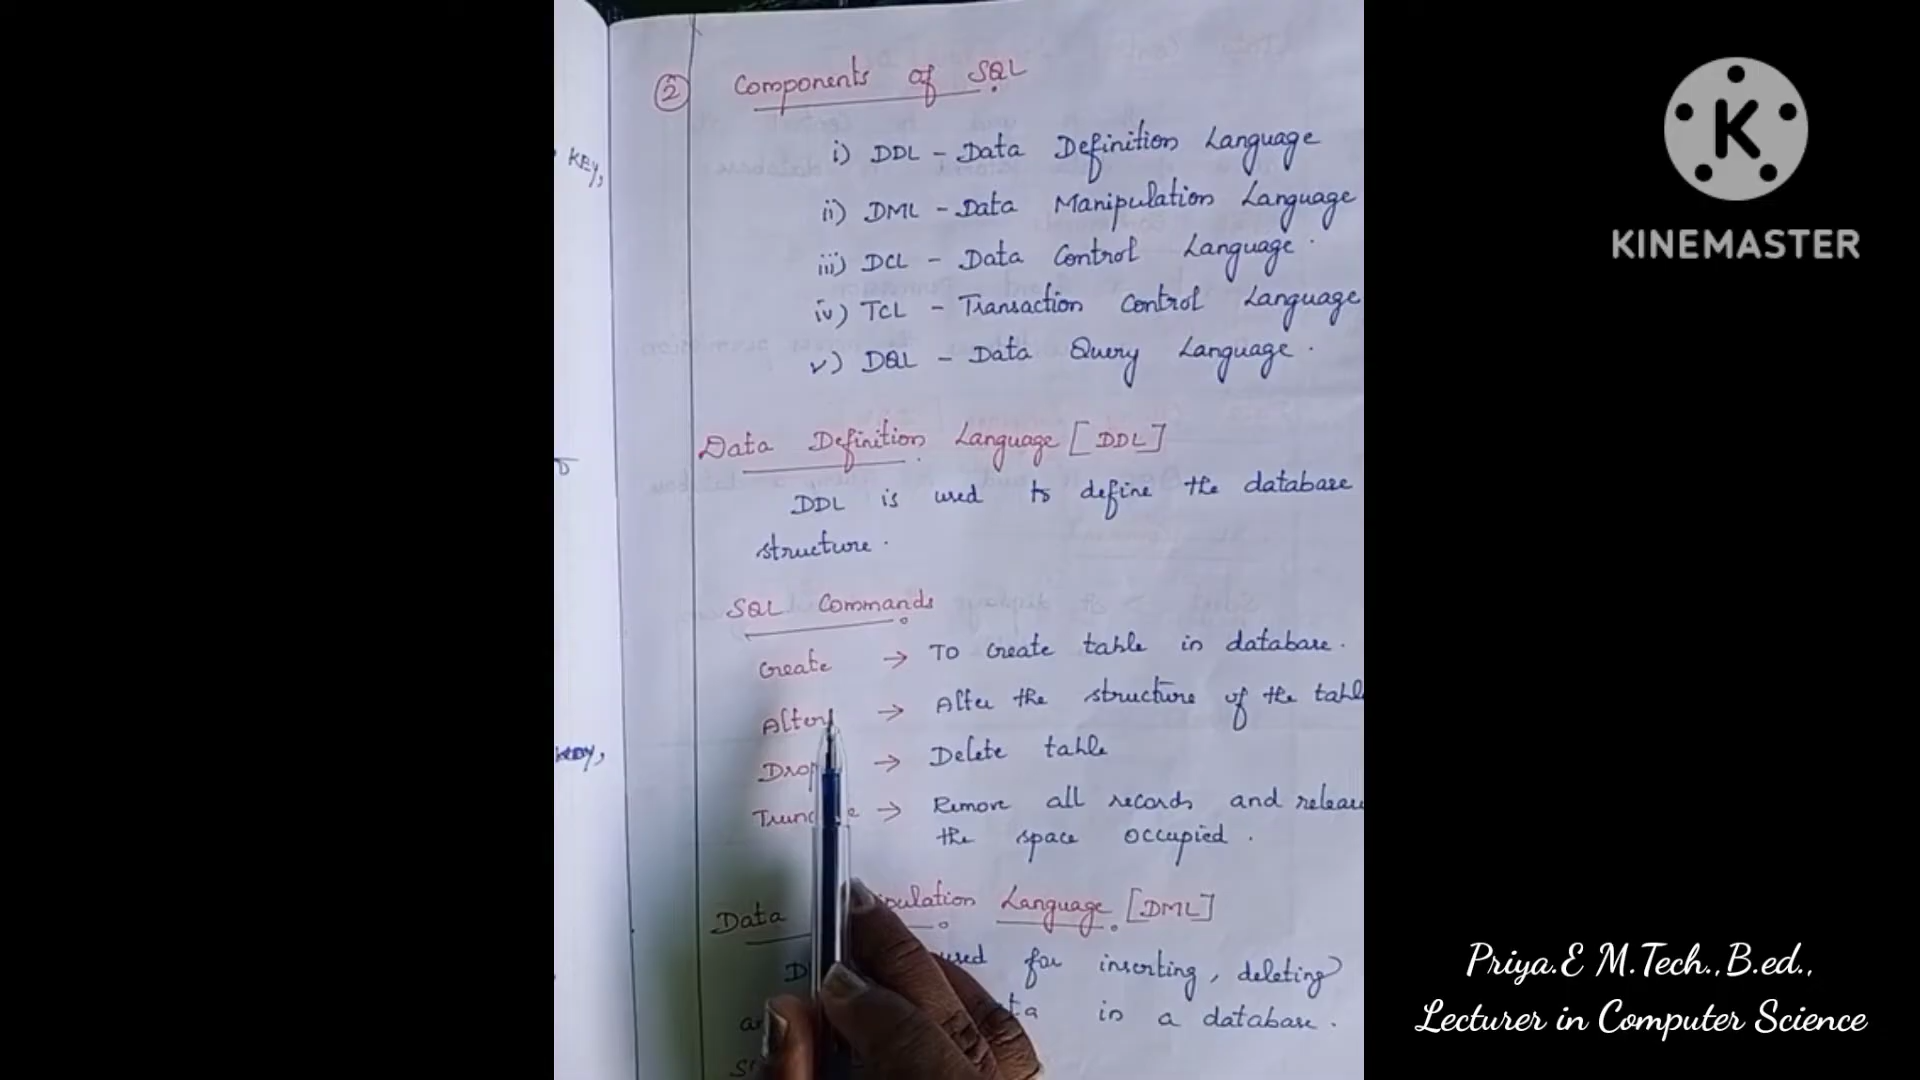 KEY,
KEY,
2 Components of SQL
i) DDL - Data Definition Language
ii) DML - Data Manipulation Language
iii) DCL - Data Control Language.
iv) TCL - Transaction Control Language
v) DQL - Data Query Language.
Data Definition Language [DDL]
DDL is used to define the database
structure.
SQL Commands
Create → To create table in database.
Alter → Alter the structure of the
Drop → Delete table
→ Remove all records and
the space occupied.
Data Language [DML]
for inserting, deleting
in a database.
K
KINEMASTER
Priya.E M.Tech.,B.ed.,
Lecturer in Computer Science